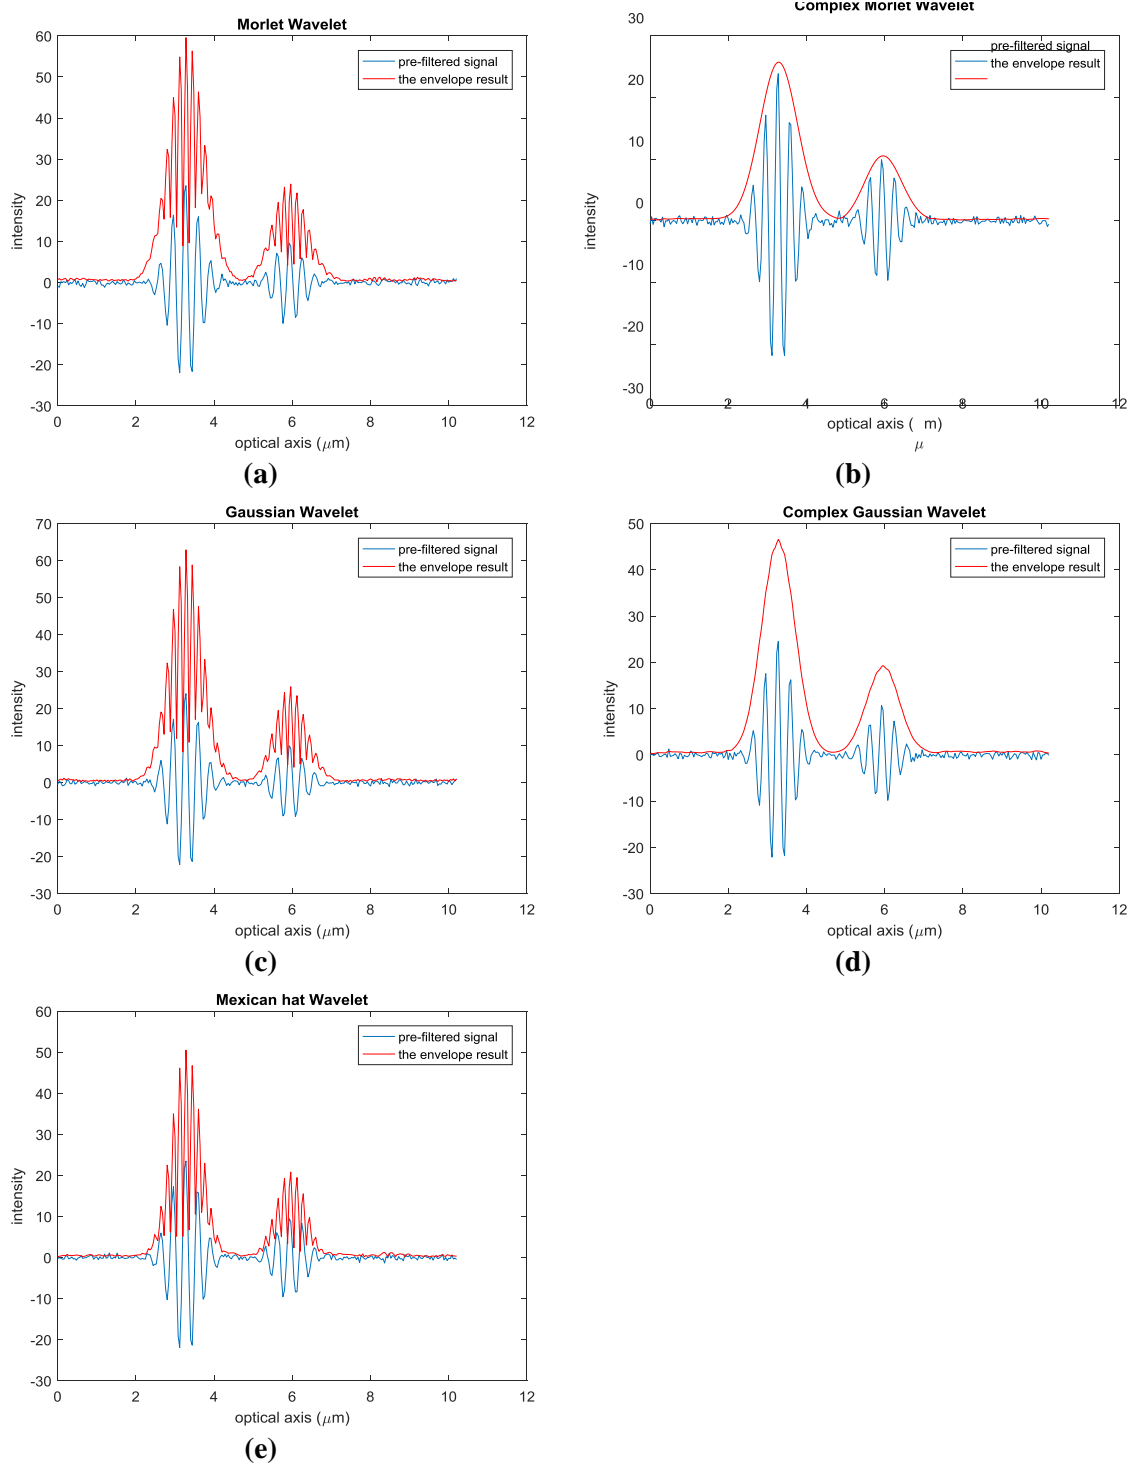 Morlet Wavelet
60
50
40
30
20
10
0
-10
-20
-30
intensity
pre-filtered signal
the envelope result
0 2 4 6 8 10 12
optical axis (μm)
(a)
Complex Morlet Wavelet
30
20
10
0
-10
20
-30
intensity
pre-filtered signal
the envelope result
0 2 4 6 8 10 12
optical axis ( m)
μ
(b)
Gaussian Wavelet
70
60
50
40
30
20
10
0
-10
-20
-30
intensity
pre-filtered signal
the envelope result
0 2 4 6 8 10 12
optical axis (μm)
(c)
Complex Gaussian Wavelet
50
40
30
20
10
0
-10
-20
-30
intensity
pre-filtered signal
the envelope result
0 2 4 6 8 10 12
optical axis (μm)
(d)
Mexican hat Wavelet
60
50
40
30
20
10
0
-10
-20
-30
intensity
pre-filtered signal
the envelope result
0 2 4 6 8 10 12
optical axis (μm)
(e)